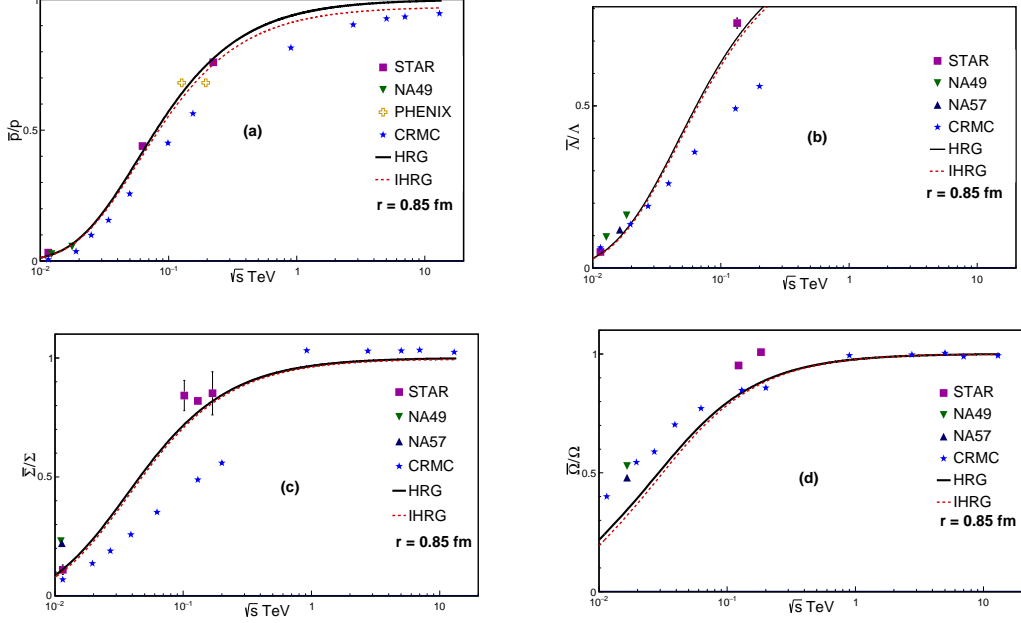 1
0.5
0
p̅/p
STAR
NA49
PHENIX
CRMC
HRG
IHRG
r = 0.85 fm
(a)
10⁻² 10⁻¹ 1 10
√s TeV
0.5
0
Λ̅/Λ
STAR
NA49
NA57
CRMC
HRG
IHRG
r = 0.85 fm
(b)
10⁻² 10⁻¹ 1 10
√s TeV
1
0.5
0
Σ̅/Σ
STAR
NA49
NA57
CRMC
HRG
IHRG
r = 0.85 fm
(c)
10⁻² 10⁻¹ 1 10
√s TeV
1
0.5
0
Ω̅/Ω
STAR
NA49
NA57
CRMC
HRG
IHRG
r = 0.85 fm
(d)
10⁻² 10⁻¹ 1 10
√s TeV